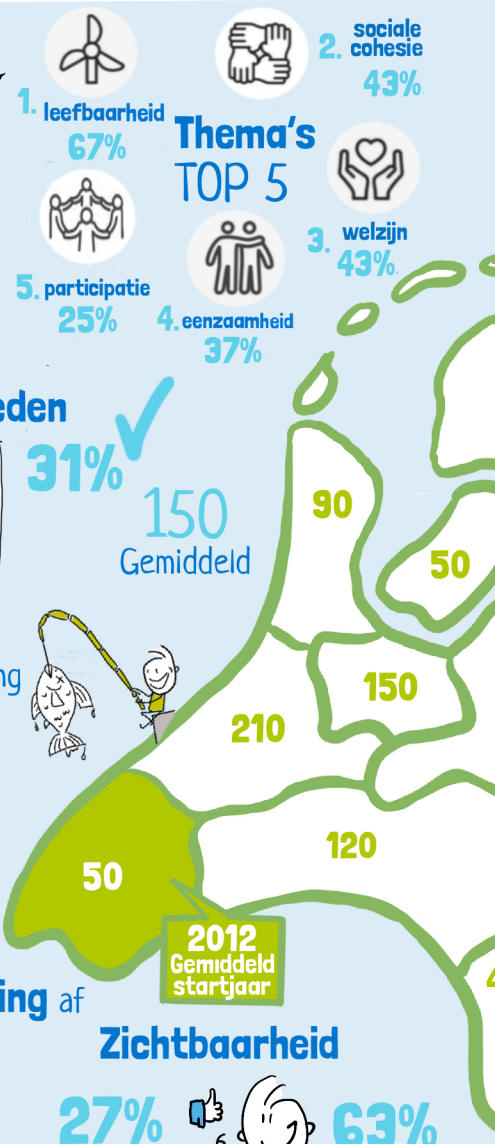 1. leefbaarheid
67%
2. sociale
cohesie
43%
Thema's
TOP 5
3. welzijn
43%
5. participatie
25%
4. eenzaamheid
37%
eden
31%
150
Gemiddeld
90
50
ng
150
210
120
50
2012
Gemiddeld
startjaar
4
ing af
Zichtbaarheid
27%
63%